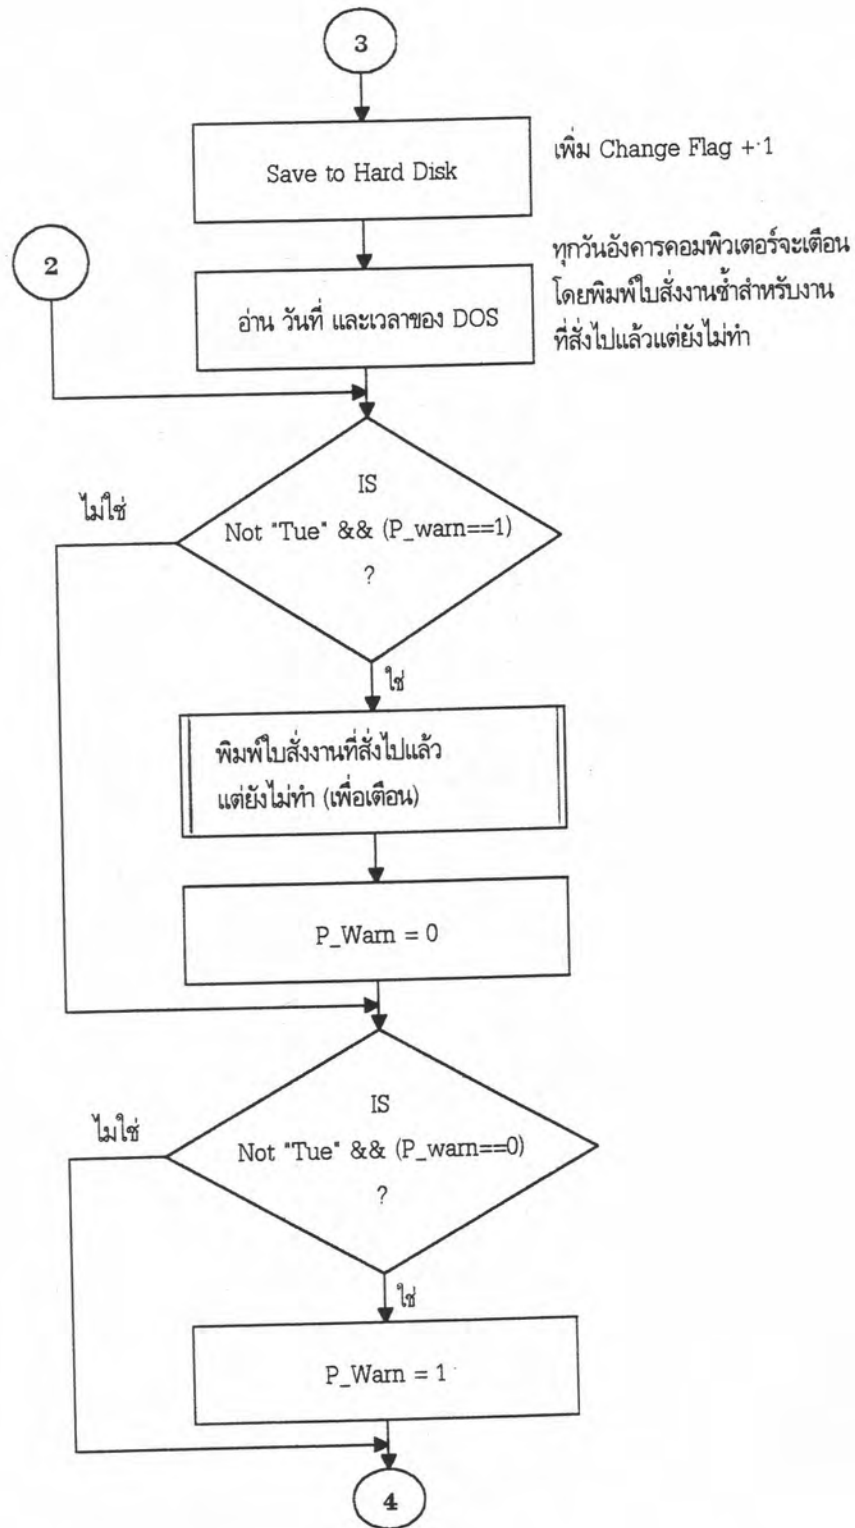 3
Save to Hard Disk
เพิ่ม Change Flag + 1
2
อ่าน วันที่ และเวลาของ DOS
ทุกวันอังคารคอมพิวเตอร์จะเตือน
โดยพิมพ์ใบสั่งงานซ้ำสำหรับงาน
ที่สั่งไปแล้วแต่ยังไม่ทำ
IS
Not "Tue" && (P_warn==1)
?
ไม่ใช่
ใช่
พิมพ์ใบสั่งงานที่สั่งไปแล้ว
แต่ยังไม่ทำ (เพื่อเตือน)
P_Warn = 0
IS
Not "Tue" && (P_warn==0)
?
ไม่ใช่
ใช่
P_Warn = 1
4